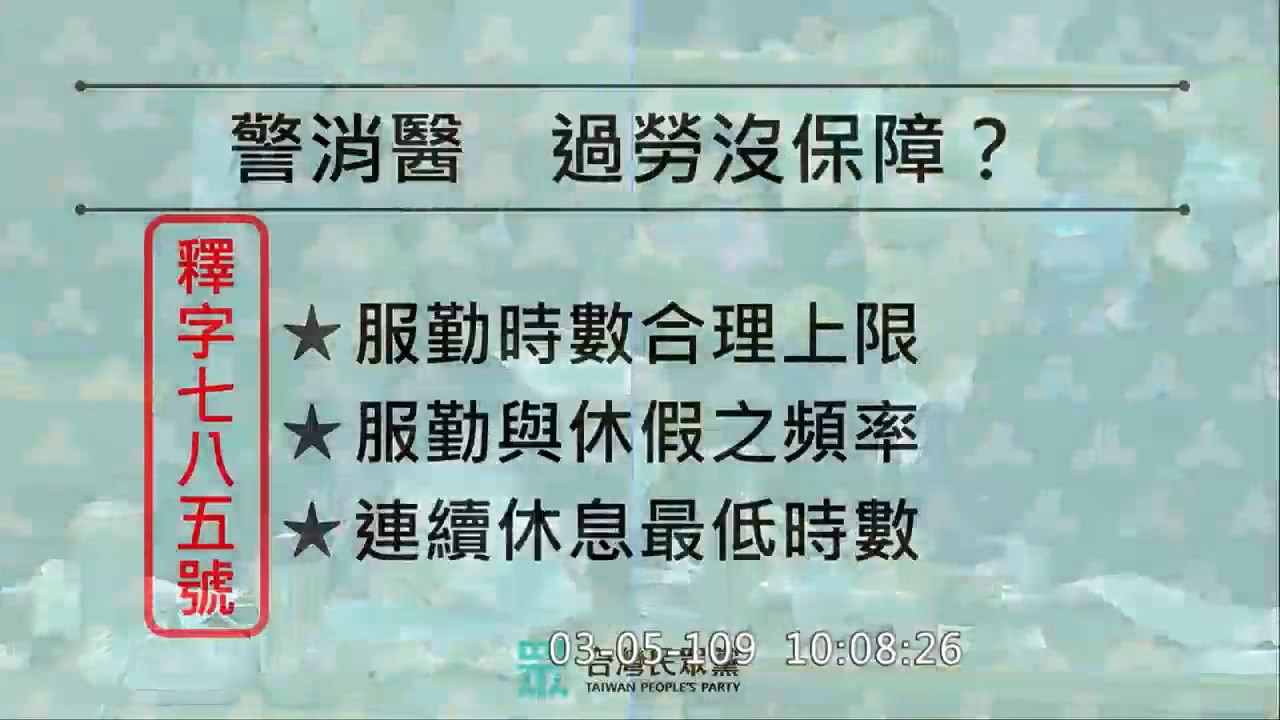 警消醫 過勞沒保障？
釋字七八五號
★服勤時數合理上限
★服勤與休假之頻率
★連續休息最低時數
03-05-109 10:08:26
眾 台灣民眾黨
TAIWAN PEOPLE'S PARTY